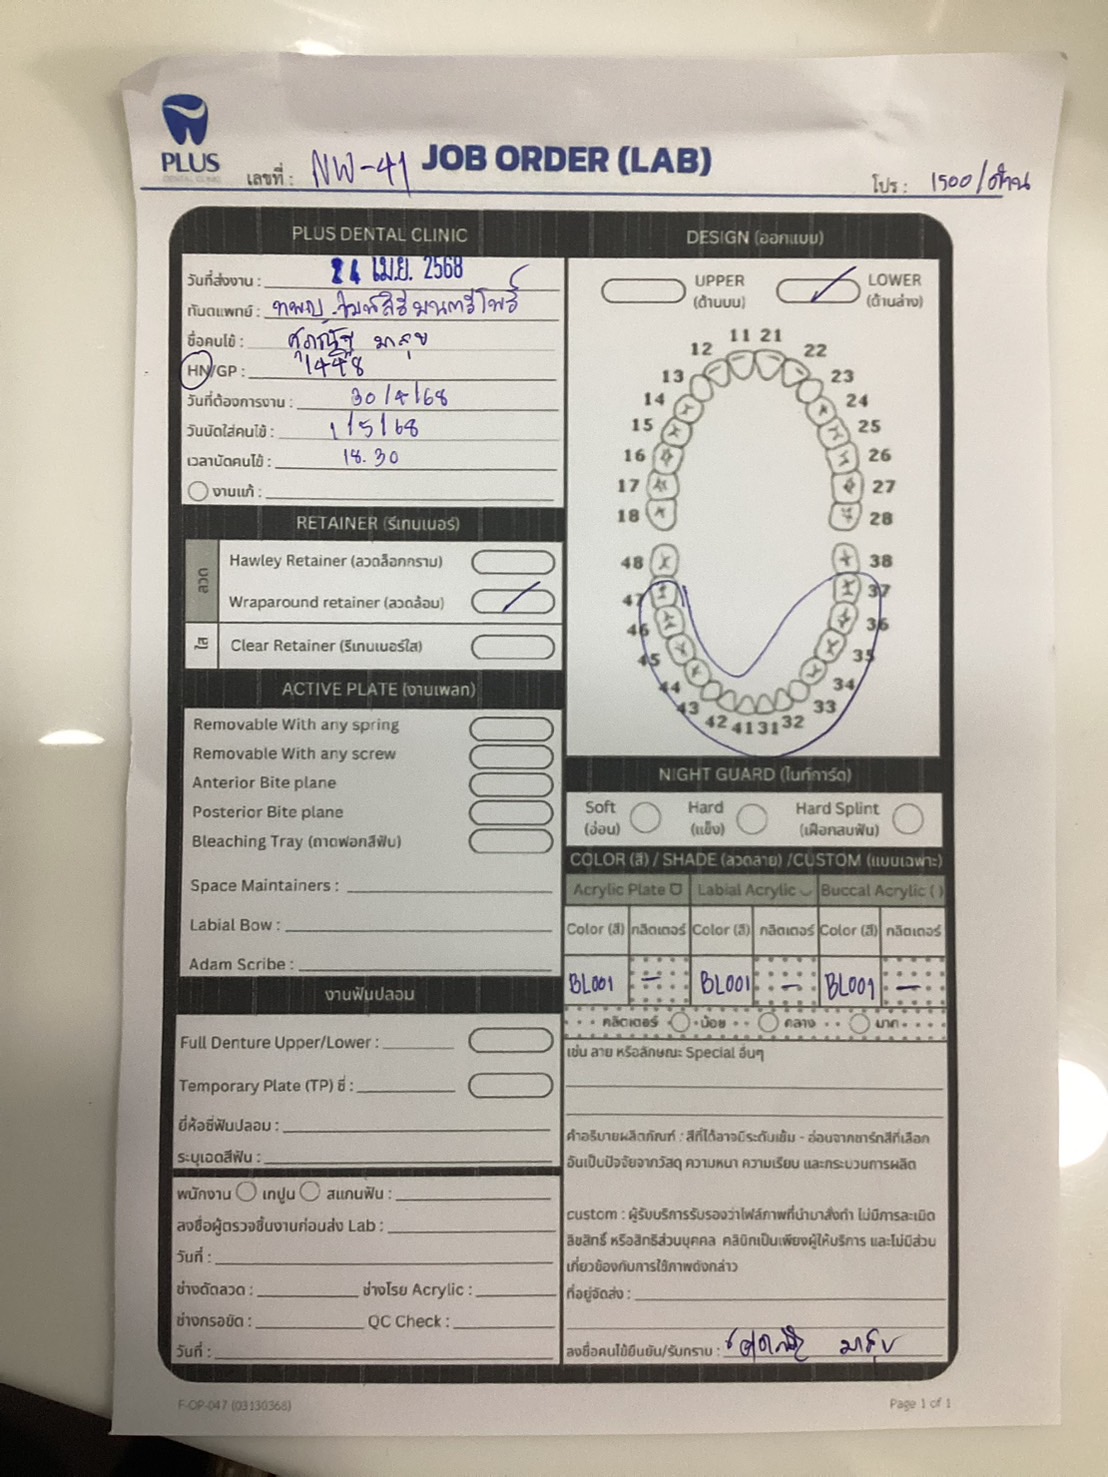 PLUS
DENTAL CLINIC
เลขที่ : NW-41
JOB ORDER (LAB)
โปร : 1500/ด้าน
PLUS DENTAL CLINIC
วันที่ส่งงาน : 24 เม.ย. 2568
ทันตแพทย์ : ทพญ.
ชื่อคนไข้ : มาสุข
HN/GP : 1448
วันที่ต้องการงาน : 30/4/68
วันนัดใส่คนไข้ : 1/5/68
เวลานัดคนไข้ : 18.30
งานแก้ :
RETAINER (รีเทนเนอร์)
ลวด
Hawley Retainer (ลวดล็อกกราม)
Wraparound retainer (ลวดล้อม)
ใส
Clear Retainer (รีเทนเนอร์ใส)
ACTIVE PLATE (งานเพลท)
Removable With any spring
Removable With any screw
Anterior Bite plane
Posterior Bite plane
Bleaching Tray (ถาดฟอกสีฟัน)
Space Maintainers :
Labial Bow :
Adam Scribe :
งานฟันปลอม
Full Denture Upper/Lower :
Temporary Plate (TP) ซี่ :
ยี่ห้อซี่ฟันปลอม :
ระบุเฉดสีฟัน :
พนักงาน เทปูน สแกนฟัน :
ลงชื่อผู้ตรวจชิ้นงานก่อนส่ง Lab :
วันที่ :
ช่างดัดลวด : ช่างโรย Acrylic :
ช่างกรอขัด : QC Check :
วันที่ :
DESIGN (ออกแบบ)
UPPER
(ด้านบน)
LOWER
(ด้านล่าง)
11 21
12 22
13 23
14 24
15 25
16 26
17 27
18 28
48 38
47 37
46 36
45 35
44 34
43 33
42 41 31 32
NIGHT GUARD (ไนท์การ์ด)
Soft
(อ่อน)
Hard
(แข็ง)
Hard Splint
(เฝือกสบฟัน)
COLOR (สี) / SHADE (ลวดลาย) /CUSTOM (แบบเฉพาะ)
Acrylic Plate Labial Acrylic Buccal Acrylic ( )
Color (สี) กลิตเตอร์ Color (สี) กลิตเตอร์ Color (สี) กลิตเตอร์
BL001 - BL001 - BL001 -
กลิตเตอร์ น้อย กลาง มาก
เช่น ลาย หรือลักษณะ Special อื่นๆ
คำอธิบายผลิตภัณฑ์ : สีที่ได้อาจมีระดับเข้ม - อ่อนจากชาร์ทสีที่เลือก
อันเป็นปัจจัยจากวัสดุ ความหนา ความเรียบ และกระบวนการผลิต
custom : ผู้รับบริการรับรองว่าไฟล์ภาพที่นำมาสั่งทำ ไม่มีการละเมิด
ลิขสิทธิ์ หรือสิทธิส่วนบุคคล คลินิกเป็นเพียงผู้ให้บริการ และไม่มีส่วน
เกี่ยวข้องกับการใช้ภาพดังกล่าว
ที่อยู่จัดส่ง :
ลงชื่อคนไข้ยืนยัน/รับทราบ : มาสุข
F-OP-047 (03130368)
Page 1 of 1